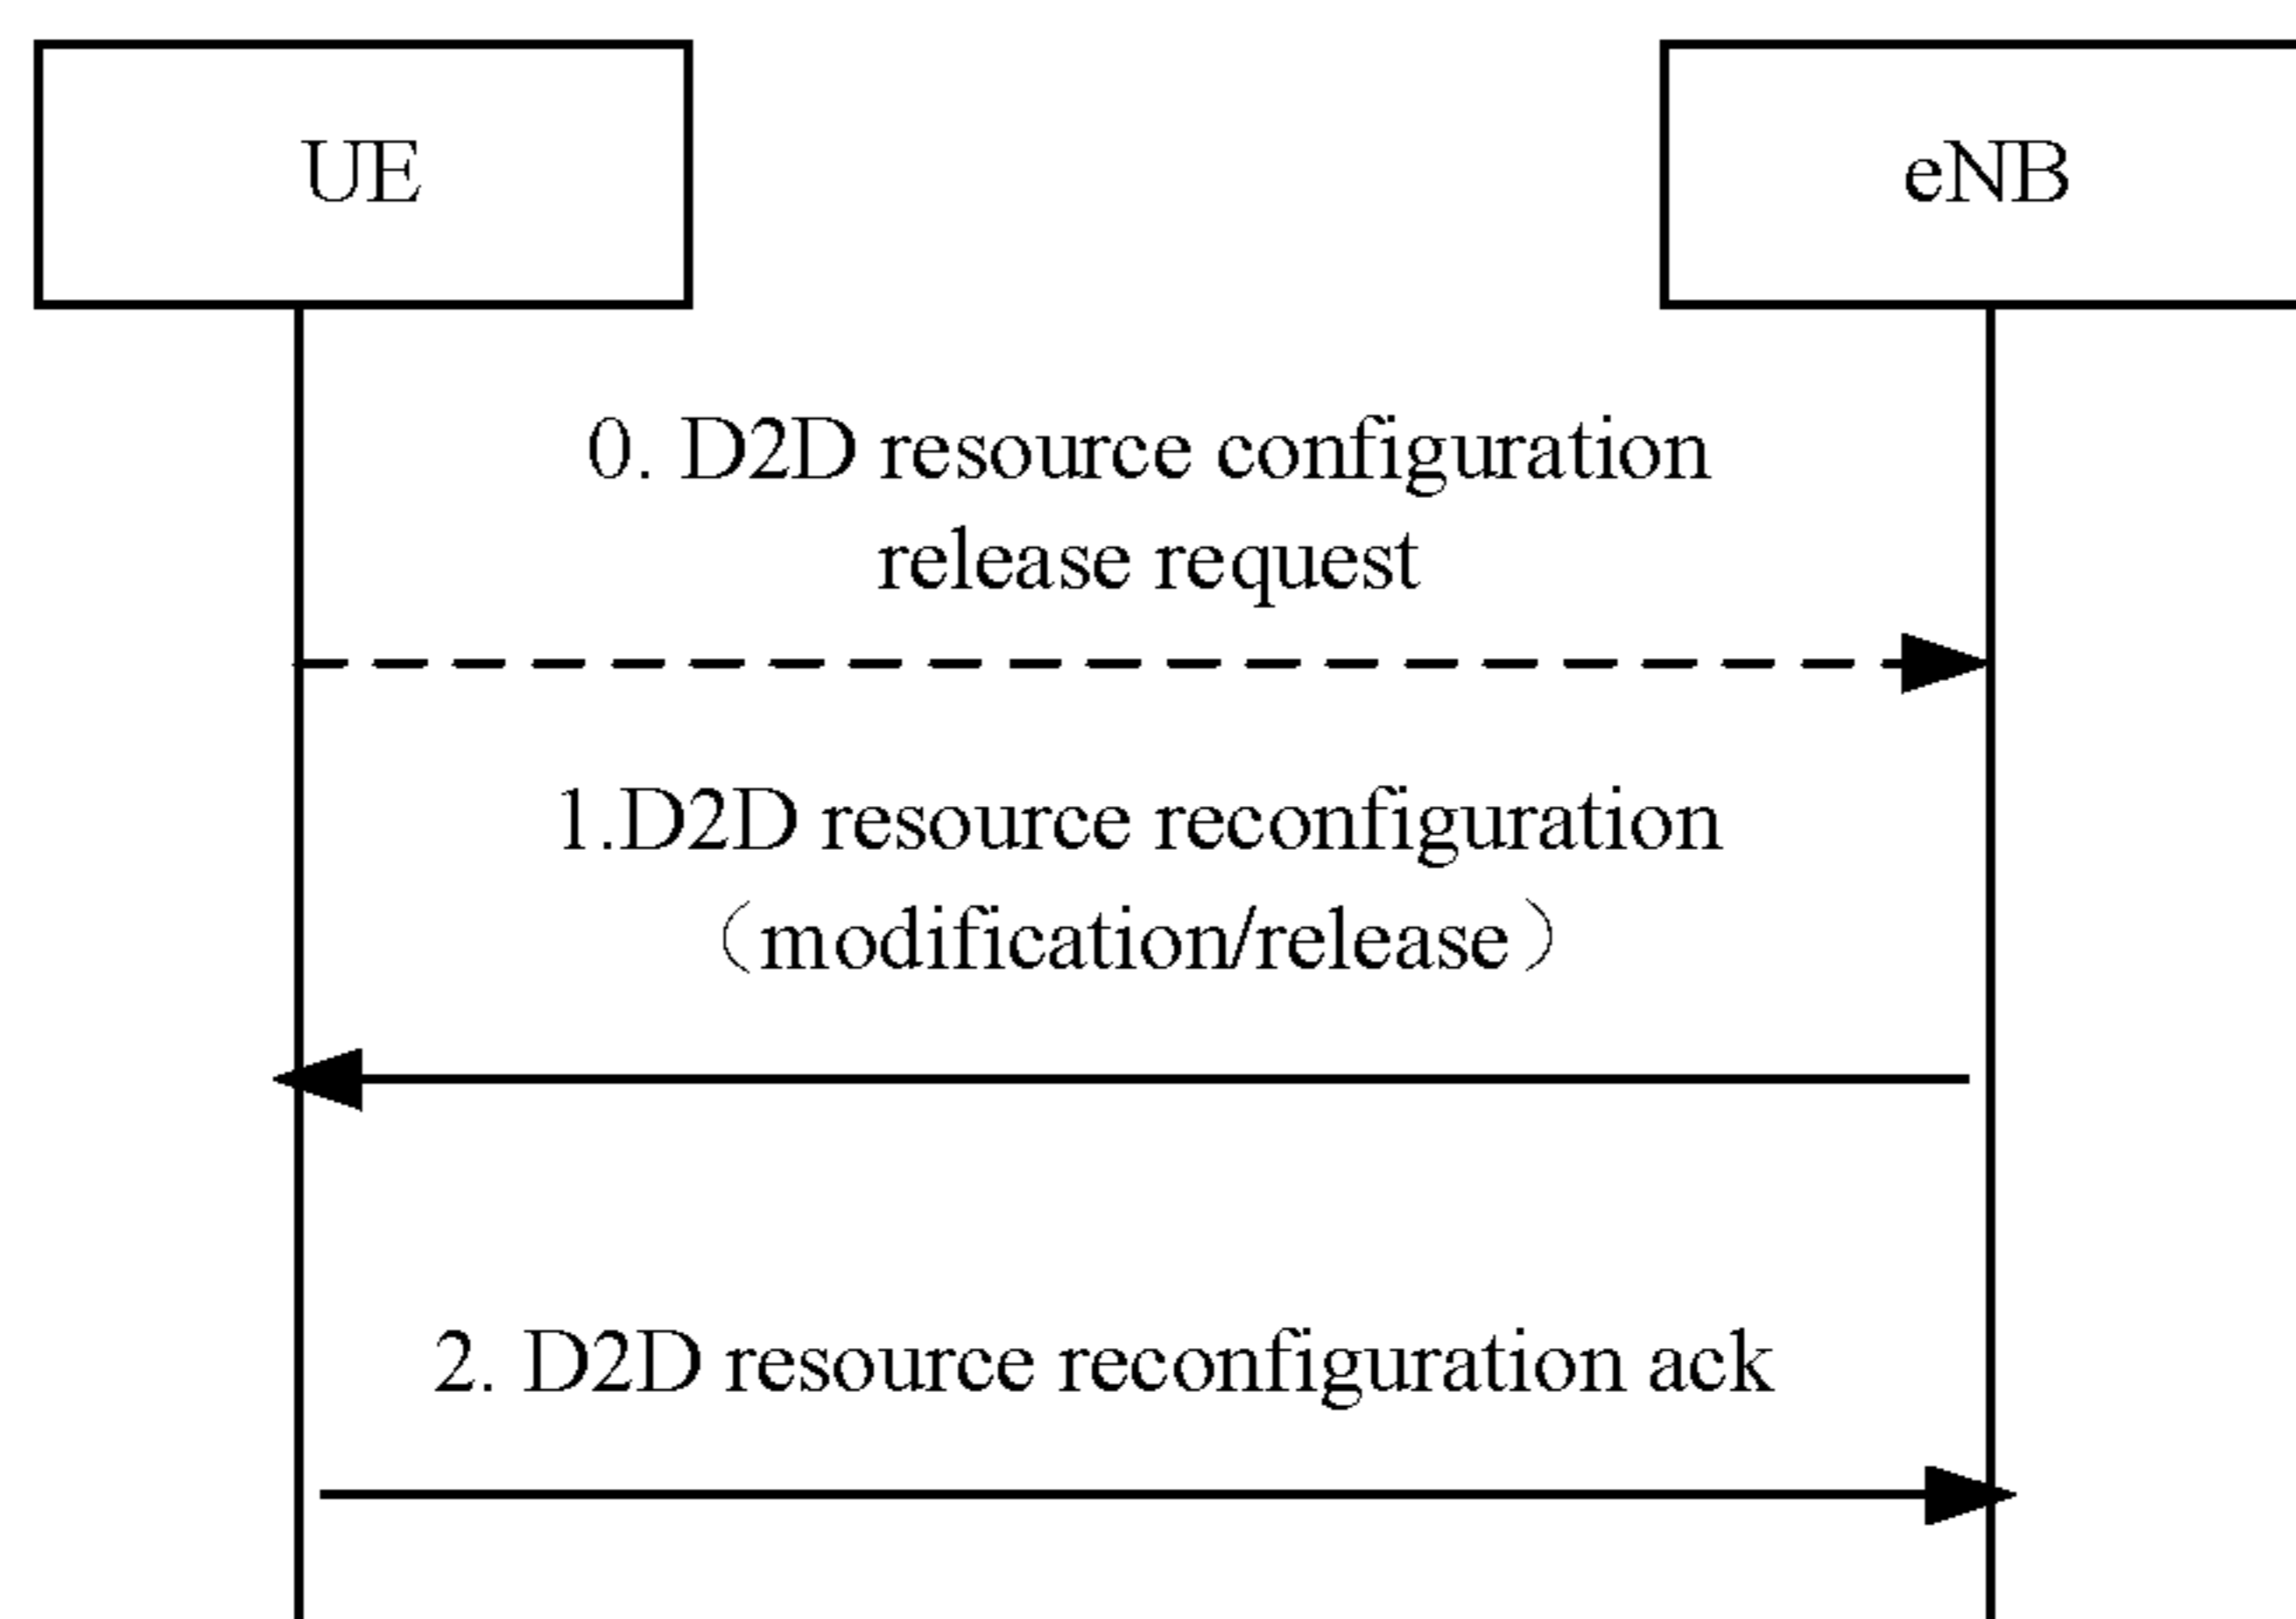 UE
eNB
0. D2D resource configuration
release request
1.D2D resource reconfiguration
（modification/release）
2. D2D resource reconfiguration ack